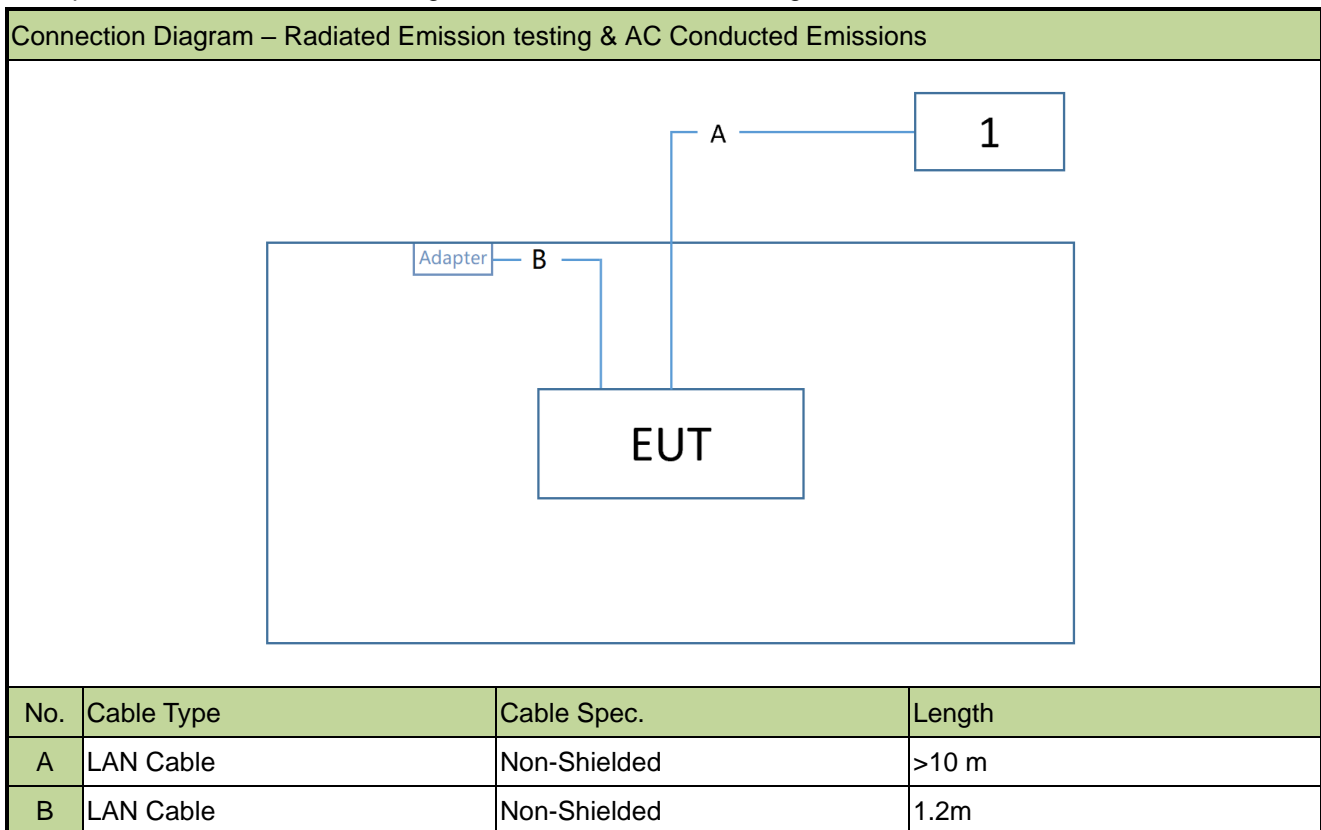 Connection Diagram – Radiated Emission testing & AC Conducted Emissions
A
1
Adapter
B
EUT
No. Cable Type Cable Spec. Length
A LAN Cable Non-Shielded >10 m
B LAN Cable Non-Shielded 1.2m